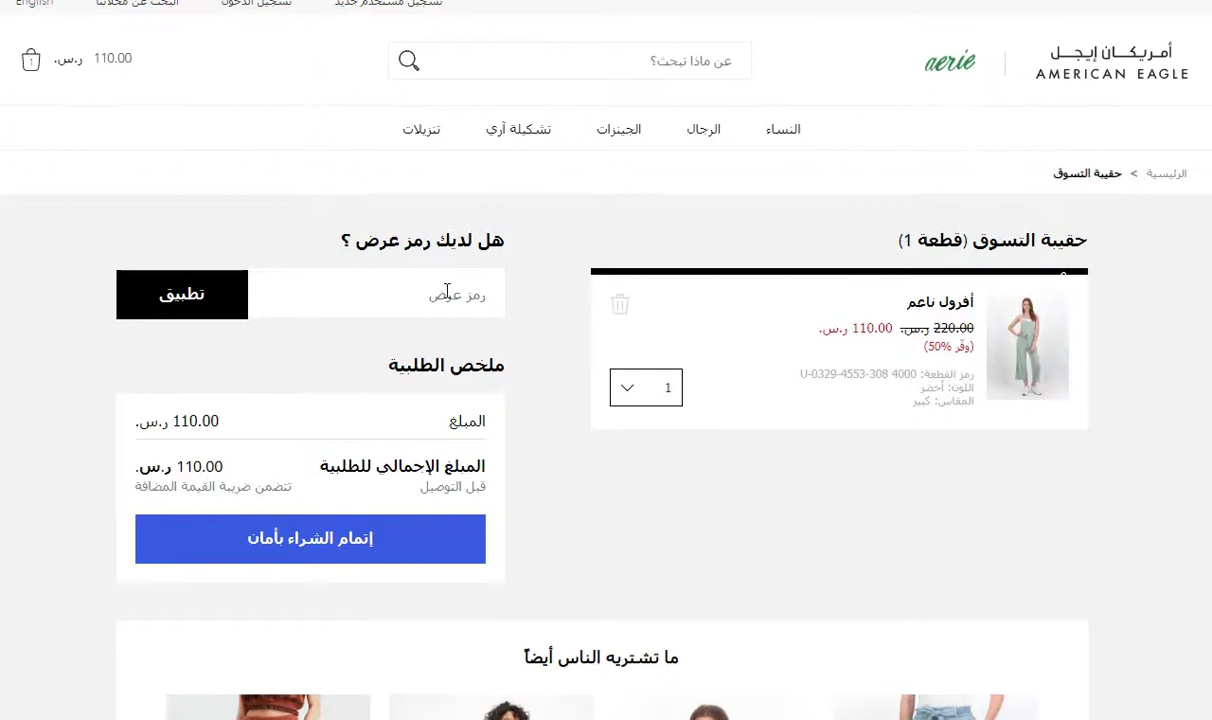 تسجيل مستخدم جديد
تسجيل الدخول
البحث عن محلاتنا
English
أمريكان إيجل
AMERICAN EAGLE
aerie
عن ماذا تبحث؟
110.00 ر.س.
1
النساء
الرجال
الجينزات
تشكيلة آري
تنزيلات
الرئيسية > حقيبة التسوق
حقيبة التسوق (قطعة 1)
أفرول ناعم
220.00 ر.س. 110.00 ر.س.
(وفّر 50%)
رمز القطعة: U-0329-4553-308 4000
اللون: أخضر
المقاس: كبير
1
هل لديك رمز عرض ؟
رمز عرض
تطبيق
ملخص الطلبية
المبلغ 110.00 ر.س.
المبلغ الإجمالي للطلبية 110.00 ر.س.
قبل التوصيل تتضمن ضريبة القيمة المضافة
إتمام الشراء بأمان
ما تشتريه الناس أيضاً